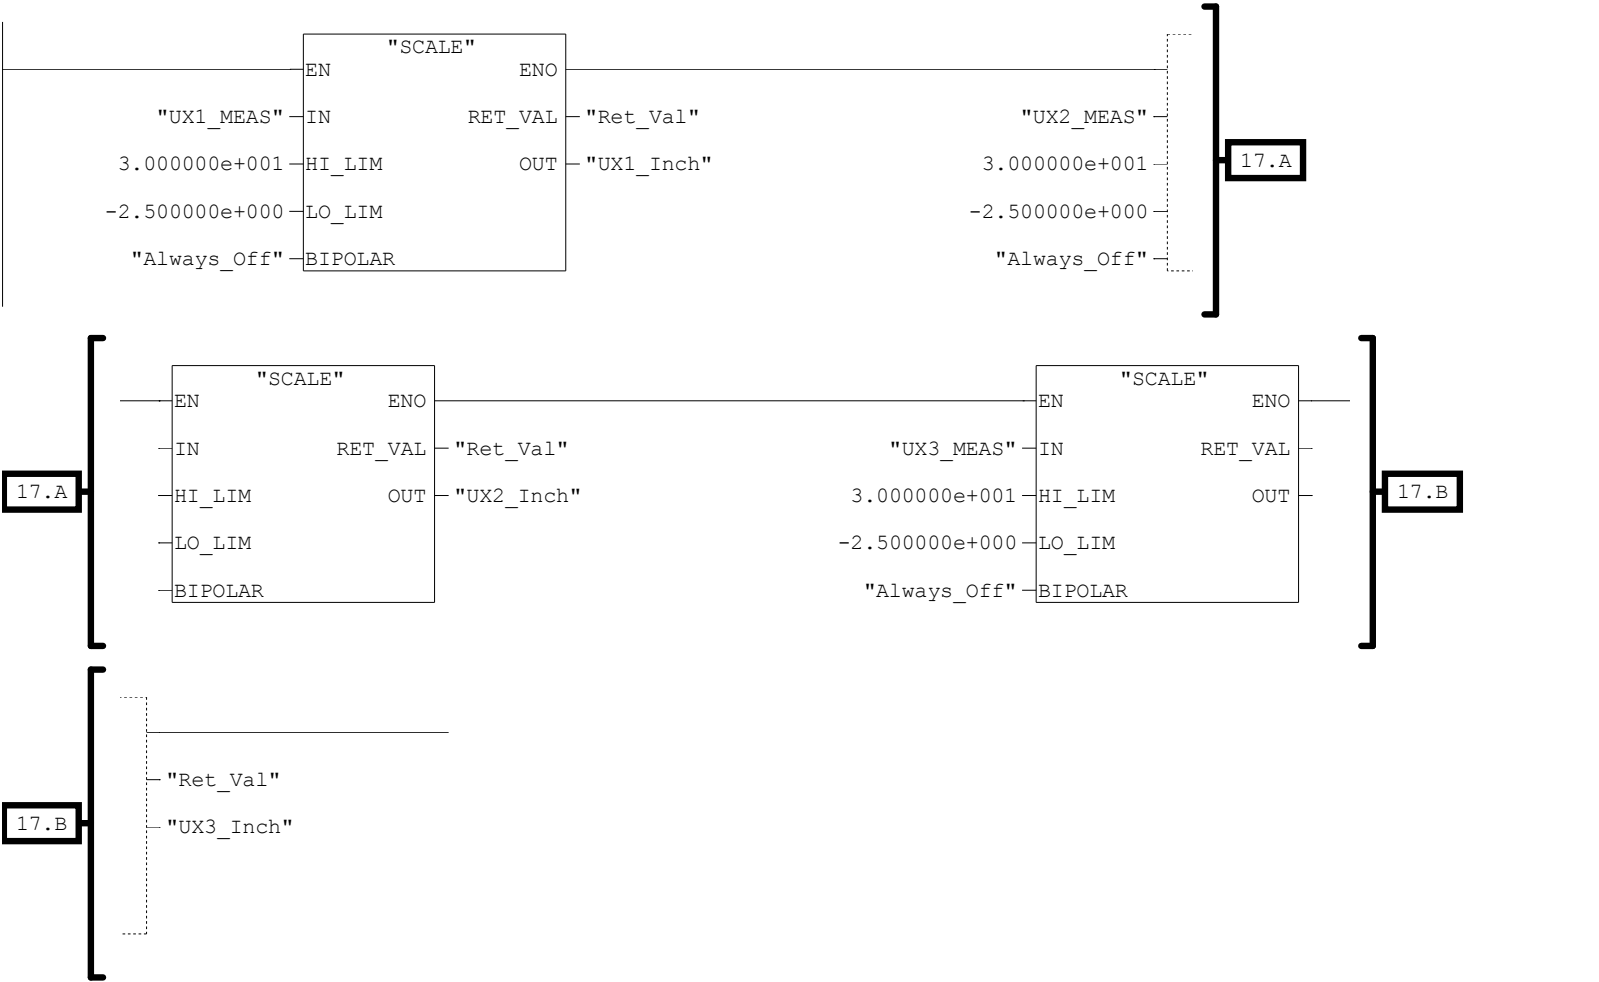 "SCALE"
EN ENO
"UX1_MEAS" IN RET_VAL "Ret_Val" "UX2_MEAS"
3.000000e+001 HI_LIM OUT "UX1_Inch" 3.000000e+001 17.A
-2.500000e+000 LO_LIM -2.500000e+000
"Always_Off" BIPOLAR "Always_Off"
"SCALE" "SCALE"
EN ENO EN ENO
IN RET_VAL "Ret_Val" "UX3_MEAS" IN RET_VAL
17.A HI_LIM OUT "UX2_Inch" 3.000000e+001 HI_LIM OUT 17.B
LO_LIM -2.500000e+000 LO_LIM
BIPOLAR "Always_Off" BIPOLAR
"Ret_Val"
17.B "UX3_Inch"